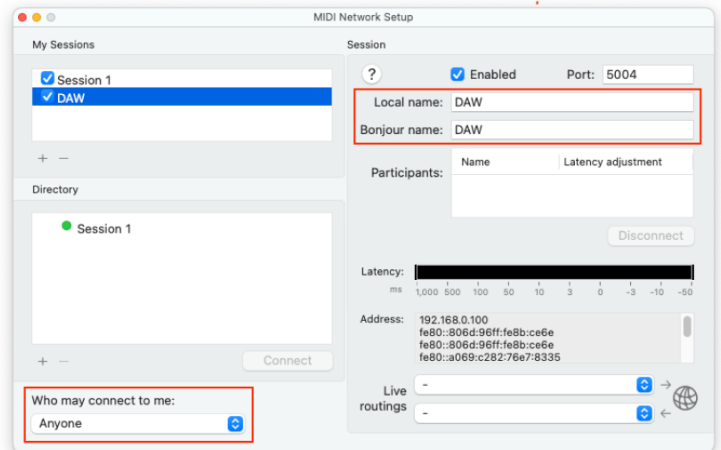 MIDI Network Setup
My Sessions
Session 1
DAW
+ −
Directory
Session 1
+ −
Connect
Who may connect to me:
Anyone
Session
? Enabled Port: 5004
Local name: DAW
Bonjour name: DAW
Participants:
Name Latency adjustment
Disconnect
Latency:
ms 1,000 500 100 50 10 3 0 -3 -10 -50
Address: 192.168.0.100
fe80::806d:96ff:fe8b:ce6e
fe80::806d:96ff:fe8b:ce6e
fe80::a069:c282:76e7:8335
Live
routings
-
-